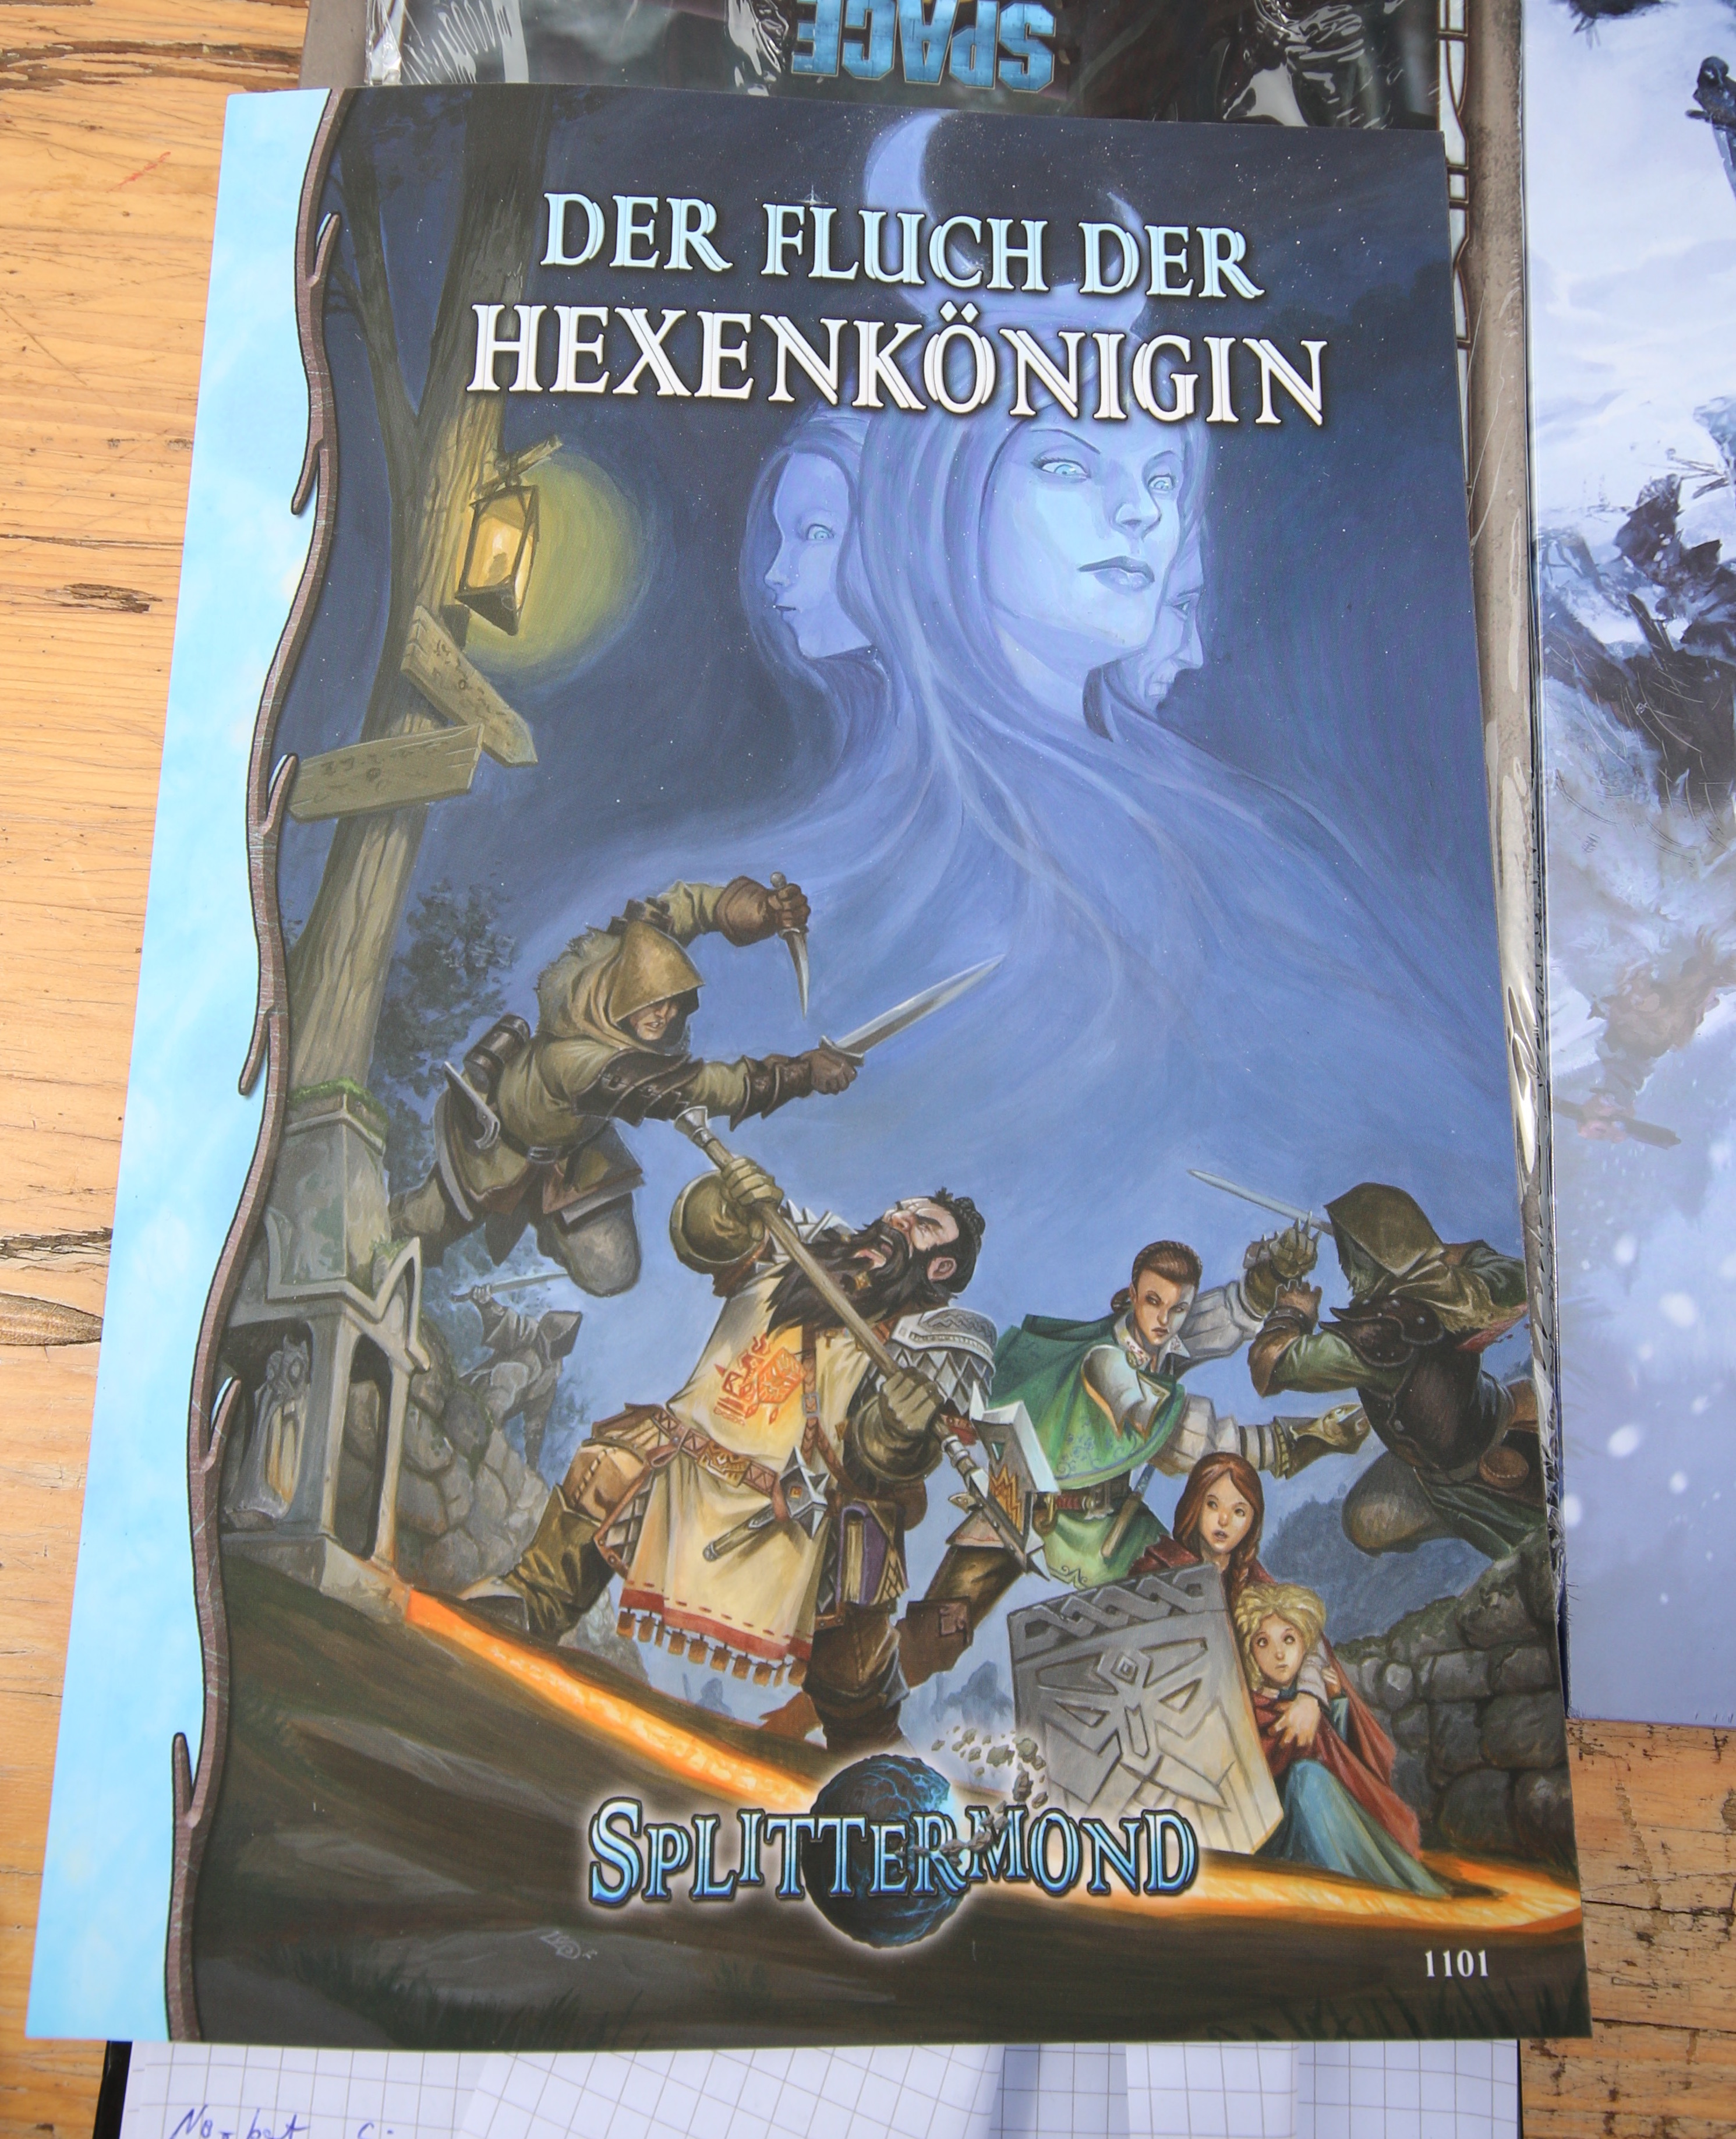 SPACE
DER FLUCH DER
HEXENKÖNIGIN
SPLITTERMOND
1101